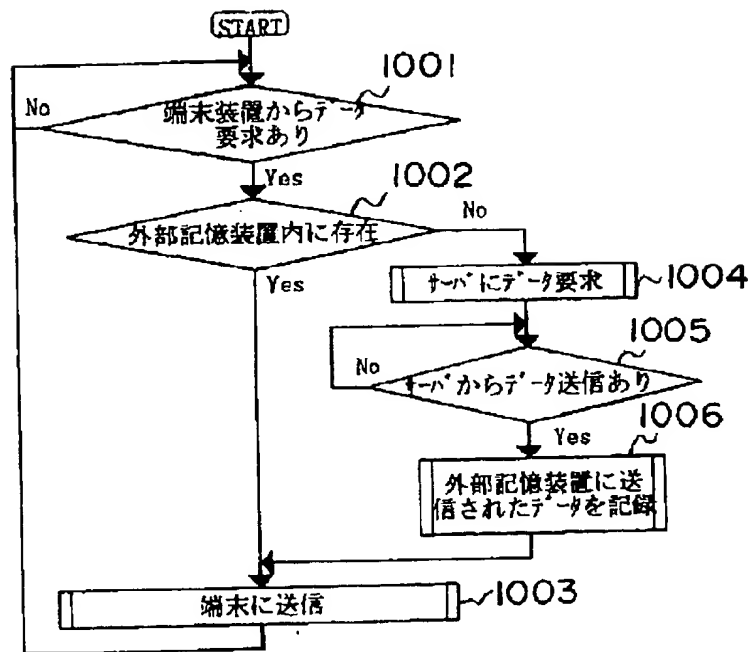 START
1001
No
端末装置からデータ
要求あり
Yes
1002
No
外部記憶装置内に存在
Yes
サーバにデータ要求
1004
1005
No
サーバからデータ送信あり
Yes
1006
外部記憶装置に送
信されたデータを記録
端末に送信
1003